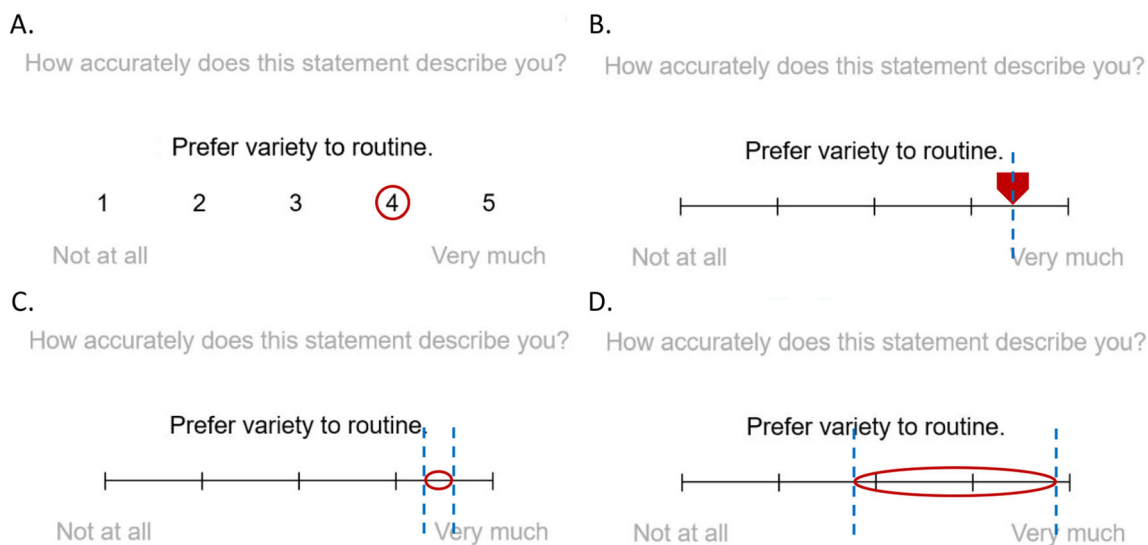 A.
How accurately does this statement describe you?
Prefer variety to routine.
1 2 3 4 5
Not at all Very much
B.
How accurately does this statement describe you?
Prefer variety to routine.
Not at all Very much
C.
How accurately does this statement describe you?
Prefer variety to routine.
Not at all Very much
D.
How accurately does this statement describe you?
Prefer variety to routine.
Not at all Very much